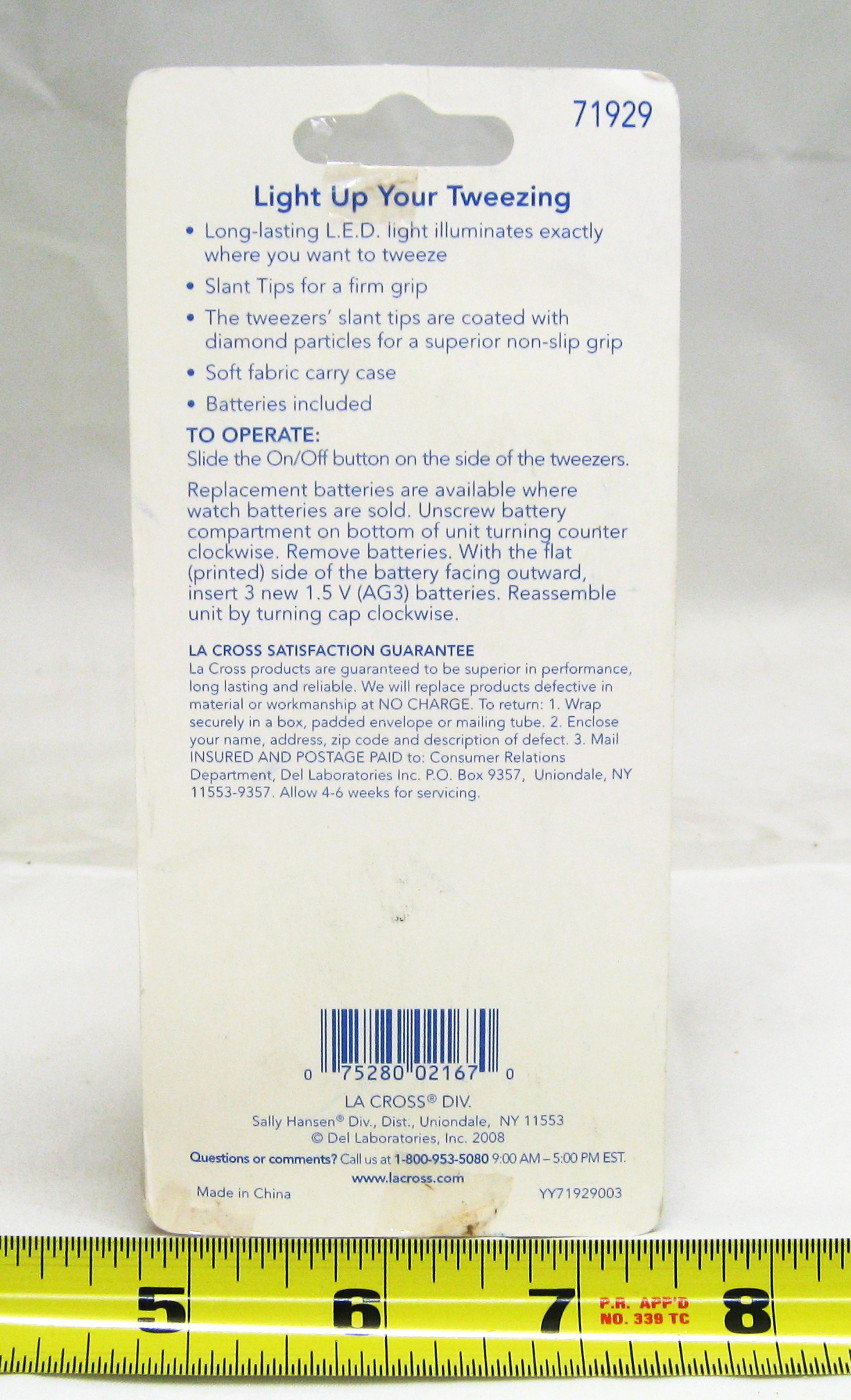 71929
Light Up Your Tweezing
• Long-lasting L.E.D. light illuminates exactly
where you want to tweeze
• Slant Tips for a firm grip
• The tweezers' slant tips are coated with
diamond particles for a superior non-slip grip
• Soft fabric carry case
• Batteries included
TO OPERATE:
Slide the On/Off button on the side of the tweezers.
Replacement batteries are available where
watch batteries are sold. Unscrew battery
compartment on bottom of unit turning counter
clockwise. Remove batteries. With the flat
(printed) side of the battery facing outward,
insert 3 new 1.5 V (AG3) batteries. Reassemble
unit by turning cap clockwise.
LA CROSS SATISFACTION GUARANTEE
La Cross products are guaranteed to be superior in performance,
long lasting and reliable. We will replace products defective in
material or workmanship at NO CHARGE. To return: 1. Wrap
securely in a box, padded envelope or mailing tube. 2. Enclose
your name, address, zip code and description of defect. 3. Mail
INSURED AND POSTAGE PAID to: Consumer Relations
Department, Del Laboratories Inc. P.O. Box 9357, Uniondale, NY
11553-9357. Allow 4-6 weeks for servicing.
0 75280 02167 0
LA CROSS® DIV.
Sally Hansen® Div., Dist., Uniondale, NY 11553
© Del Laboratories, Inc. 2008
Questions or comments? Call us at 1-800-953-5080 9:00 AM – 5:00 PM EST.
www.lacross.com
Made in China YY71929003
5 6 7 P.R. APP'D 8
NO. 339 TC